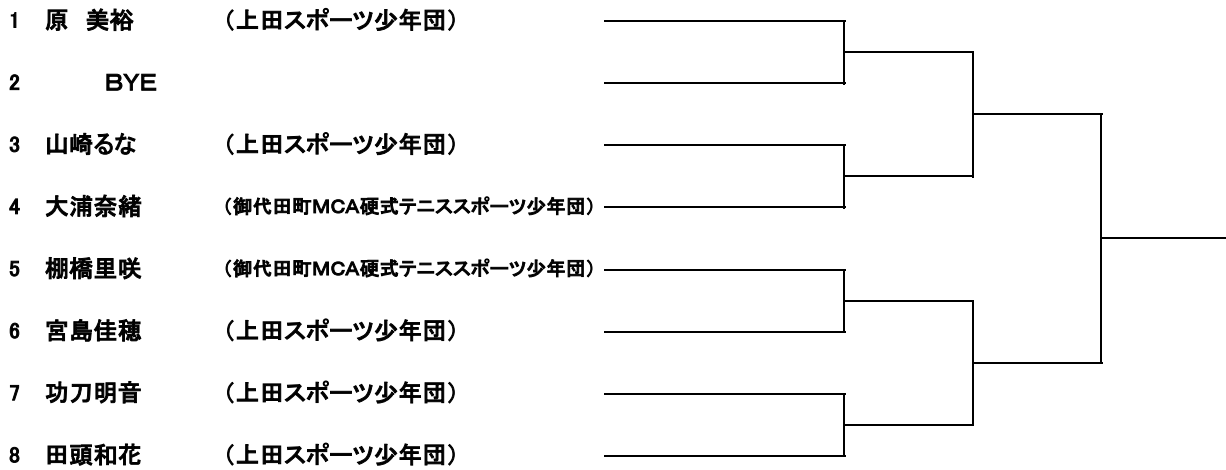 1 原 美裕 （上田スポーツ少年団）
2 BYE
3 山崎るな （上田スポーツ少年団）
4 大浦奈緒 （御代田町MCA硬式テニススポーツ少年団）
5 棚橋里咲 （御代田町MCA硬式テニススポーツ少年団）
6 宮島佳穂 （上田スポーツ少年団）
7 功刀明音 （上田スポーツ少年団）
8 田頭和花 （上田スポーツ少年団）